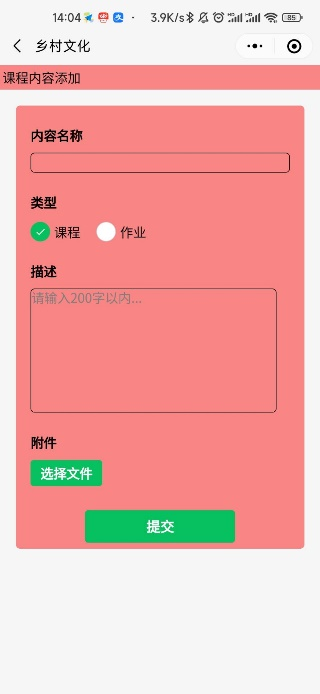 14:04
3.9K/s
85
乡村文化
课程内容添加
内容名称
类型
课程
作业
描述
请输入200字以内...
附件
选择文件
提交